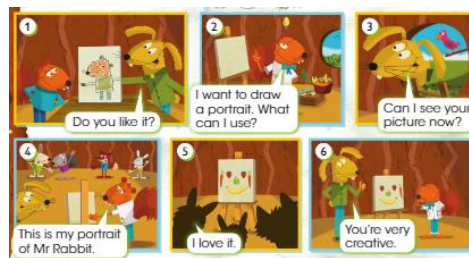 1
Do you like it?
2
I want to draw
a portrait. What
can I use?
3
Can I see your
picture now?
4
This is my portrait
of Mr Rabbit.
5
I love it.
6
You're very
creative.